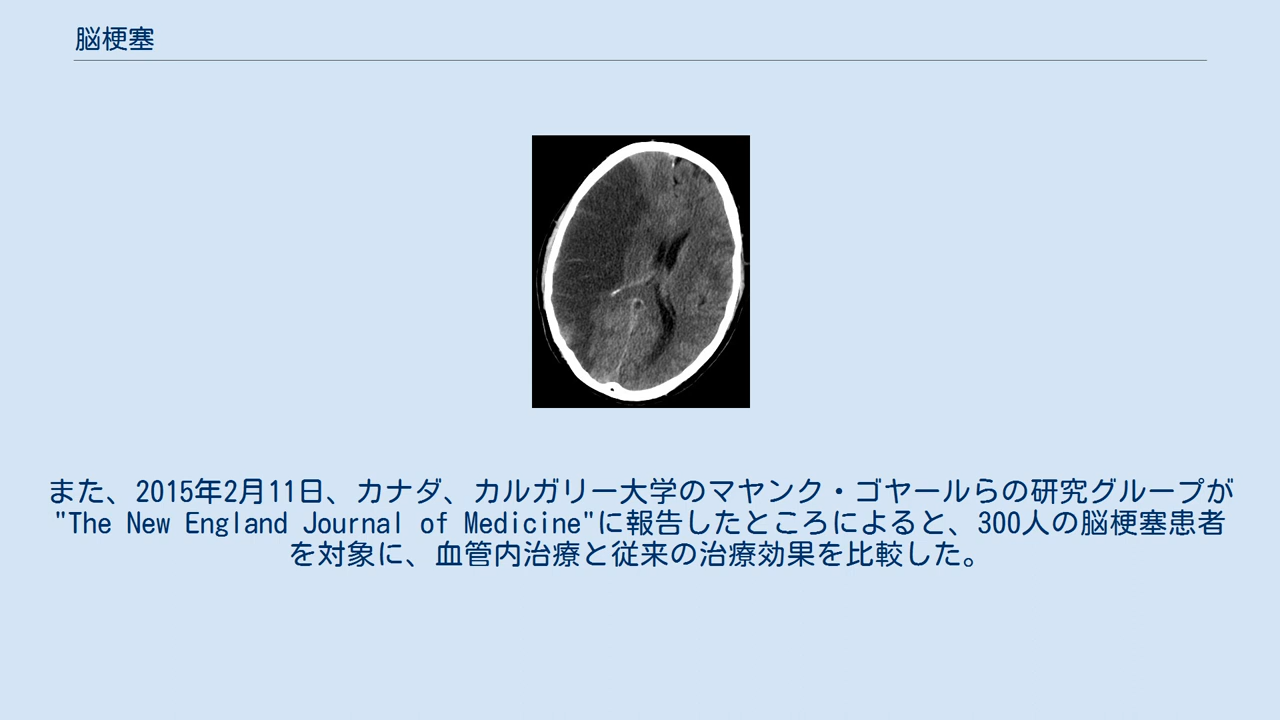 脳梗塞
また、2015年2月11日、カナダ、カルガリー大学のマヤンク・ゴヤールらの研究グループが
"The New England Journal of Medicine"に報告したところによると、300人の脳梗塞患者
を対象に、血管内治療と従来の治療効果を比較した。